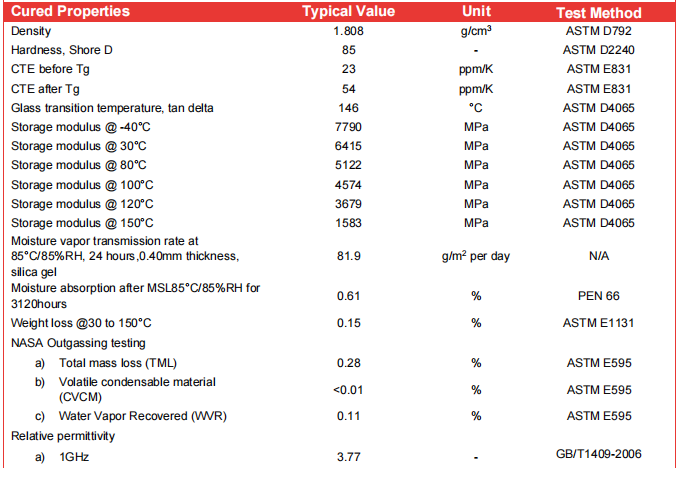 Cured Properties Typical Value Unit Test Method
Density 1.808 g/cm³ ASTM D792
Hardness, Shore D 85 - ASTM D2240
CTE before Tg 23 ppm/K ASTM E831
CTE after Tg 54 ppm/K ASTM E831
Glass transition temperature, tan delta 146 °C ASTM D4065
Storage modulus @ -40°C 7790 MPa ASTM D4065
Storage modulus @ 30°C 6415 MPa ASTM D4065
Storage modulus @ 80°C 5122 MPa ASTM D4065
Storage modulus @ 100°C 4574 MPa ASTM D4065
Storage modulus @ 120°C 3679 MPa ASTM D4065
Storage modulus @ 150°C 1583 MPa ASTM D4065
Moisture vapor transmission rate at
85°C/85%RH, 24 hours,0.40mm thickness, 81.9 g/m² per day N/A
silica gel
Moisture absorption after MSL85°C/85%RH for
3120hours 0.61 % PEN 66
Weight loss @30 to 150°C 0.15 % ASTM E1131
NASA Outgassing testing
a) Total mass loss (TML) 0.28 % ASTM E595
b) Volatile condensable material
(CVCM) <0.01 % ASTM E595
c) Water Vapor Recovered (WVR) 0.11 % ASTM E595
Relative permittivity
a) 1GHz 3.77 - GB/T1409-2006